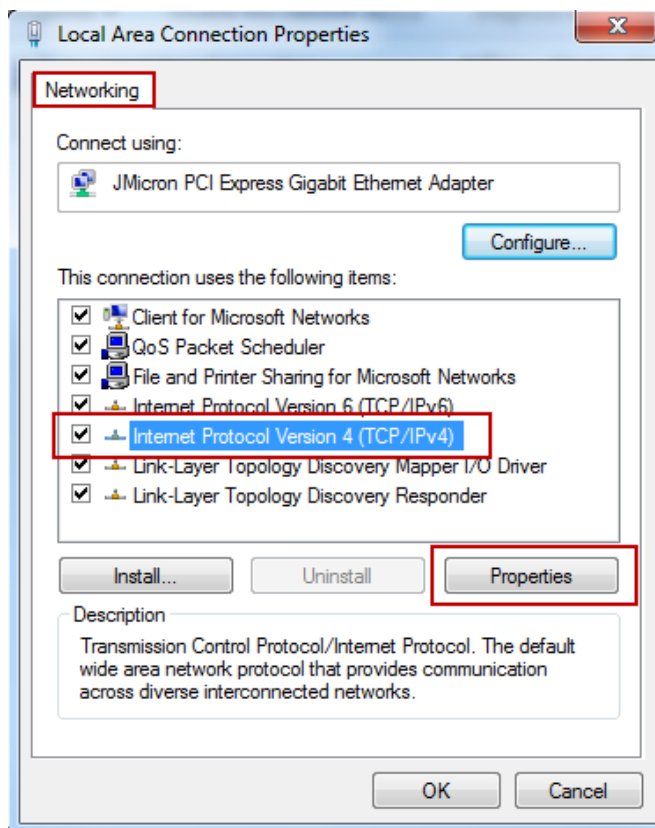 Local Area Connection Properties
Networking
Connect using:
JMicron PCI Express Gigabit Ethernet Adapter
Configure...
This connection uses the following items:
Client for Microsoft Networks
QoS Packet Scheduler
File and Printer Sharing for Microsoft Networks
Internet Protocol Version 6 (TCP/IPv6)
Internet Protocol Version 4 (TCP/IPv4)
Link-Layer Topology Discovery Mapper I/O Driver
Link-Layer Topology Discovery Responder
Install... Uninstall Properties
Description
Transmission Control Protocol/Internet Protocol. The default
wide area network protocol that provides communication
across diverse interconnected networks.
OK Cancel